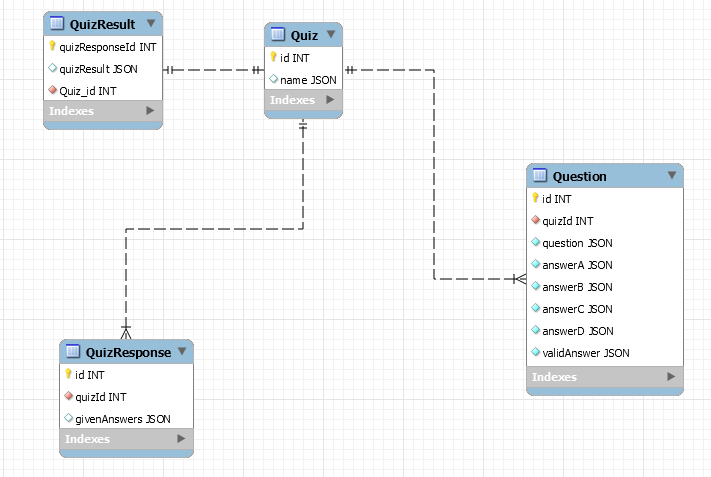 QuizResult
quizResponseId INT
quizResult JSON
Quiz_id INT
Indexes
Quiz
id INT
name JSON
Indexes
Question
id INT
quizId INT
question JSON
answerA JSON
answerB JSON
answerC JSON
answerD JSON
validAnswer JSON
Indexes
QuizResponse
id INT
quizId INT
givenAnswers JSON
Indexes